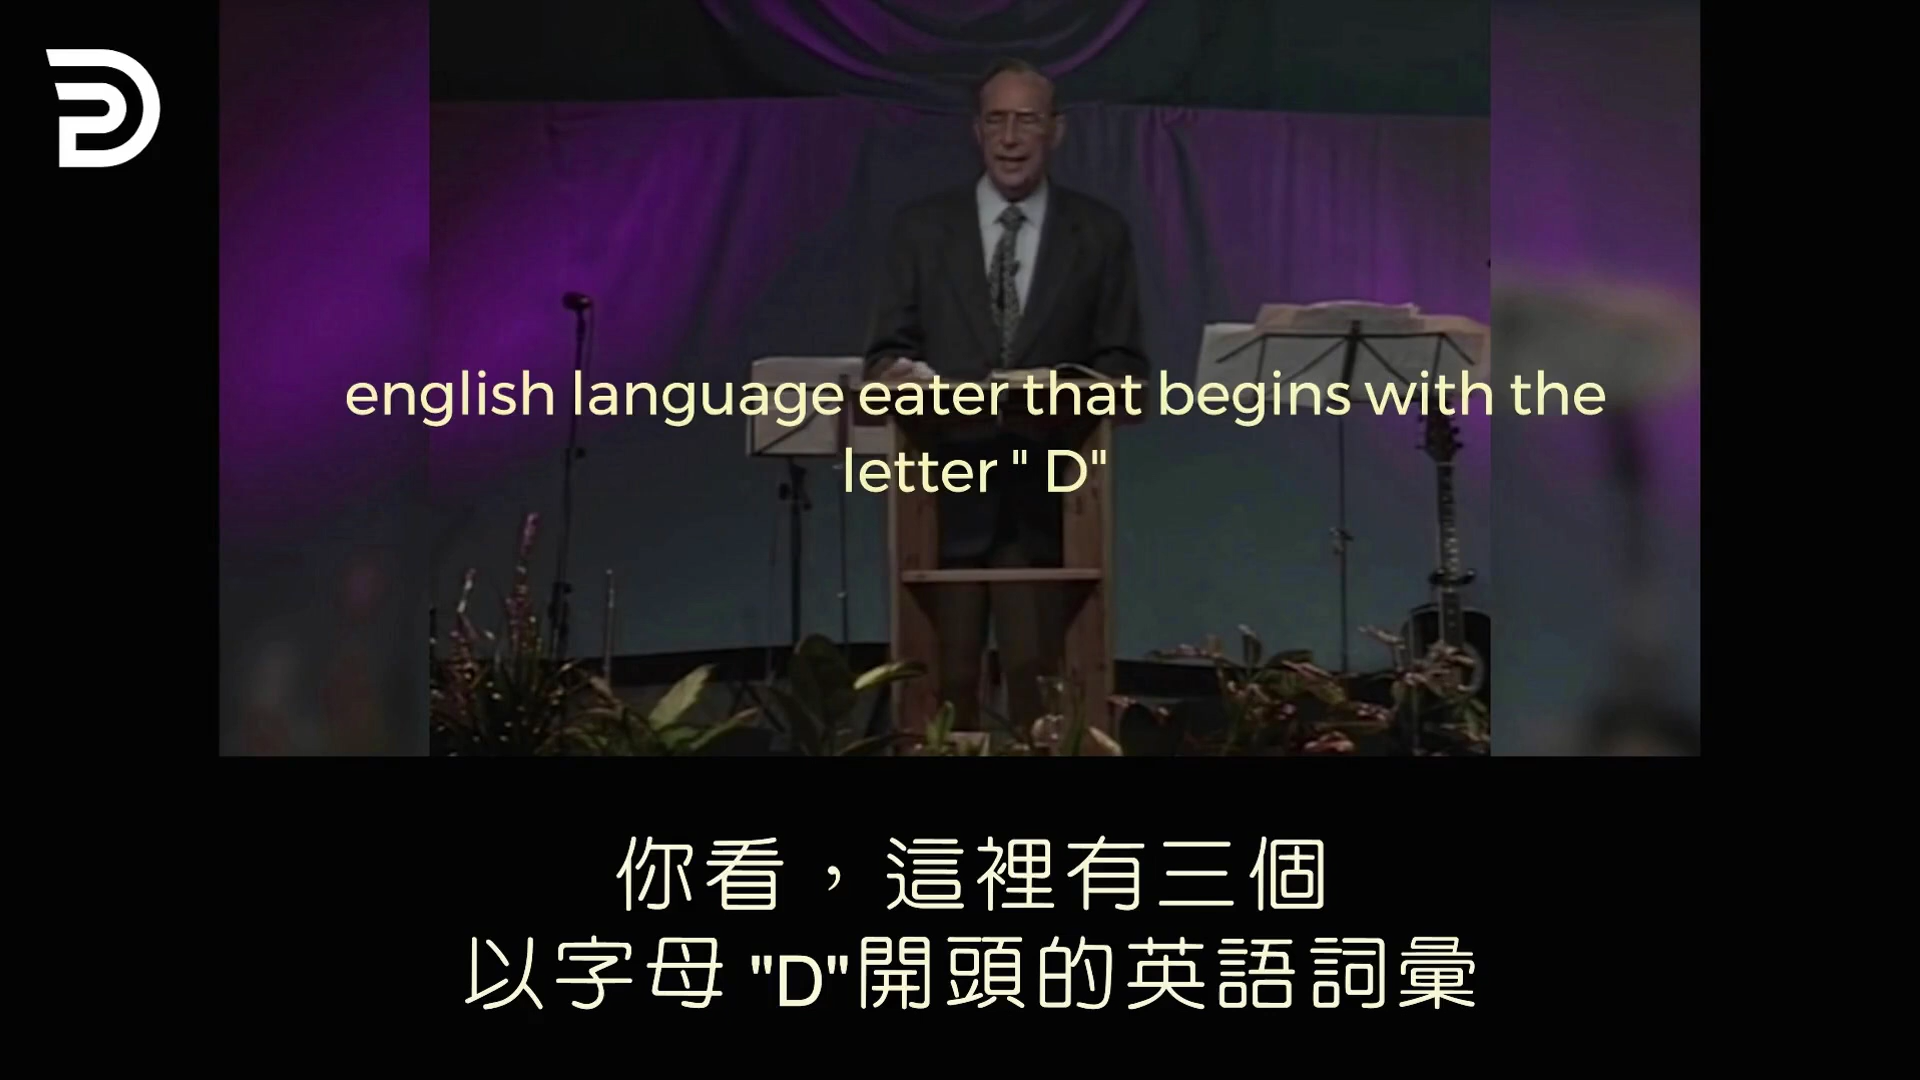 english language eater that begins with the
letter " D"
你看，這裡有三個
以字母 "D"開頭的英語詞彙